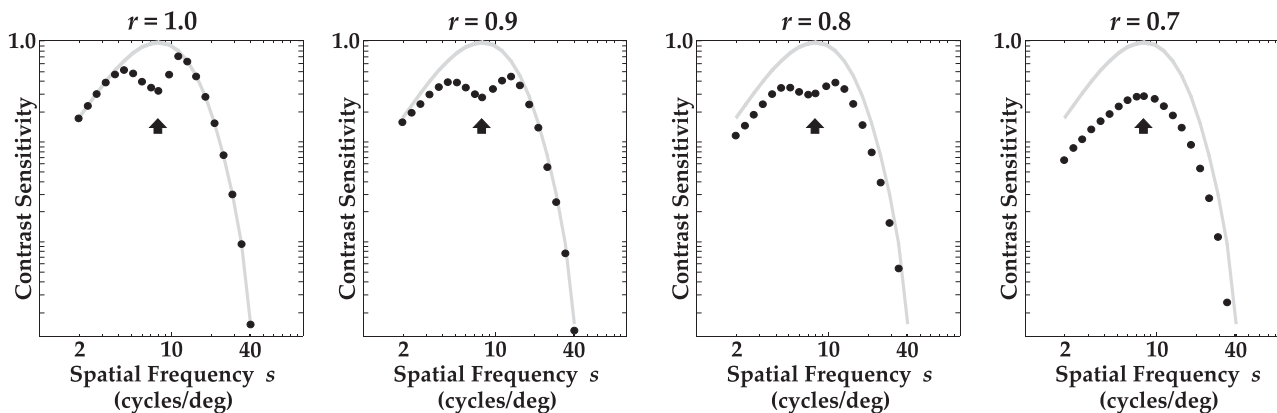 r = 1.0
1.0
Contrast Sensitivity
2 10 40
Spatial Frequency s
(cycles/deg)
r = 0.9
1.0
Contrast Sensitivity
2 10 40
Spatial Frequency s
(cycles/deg)
r = 0.8
1.0
Contrast Sensitivity
2 10 40
Spatial Frequency s
(cycles/deg)
r = 0.7
1.0
Contrast Sensitivity
2 10 40
Spatial Frequency s
(cycles/deg)